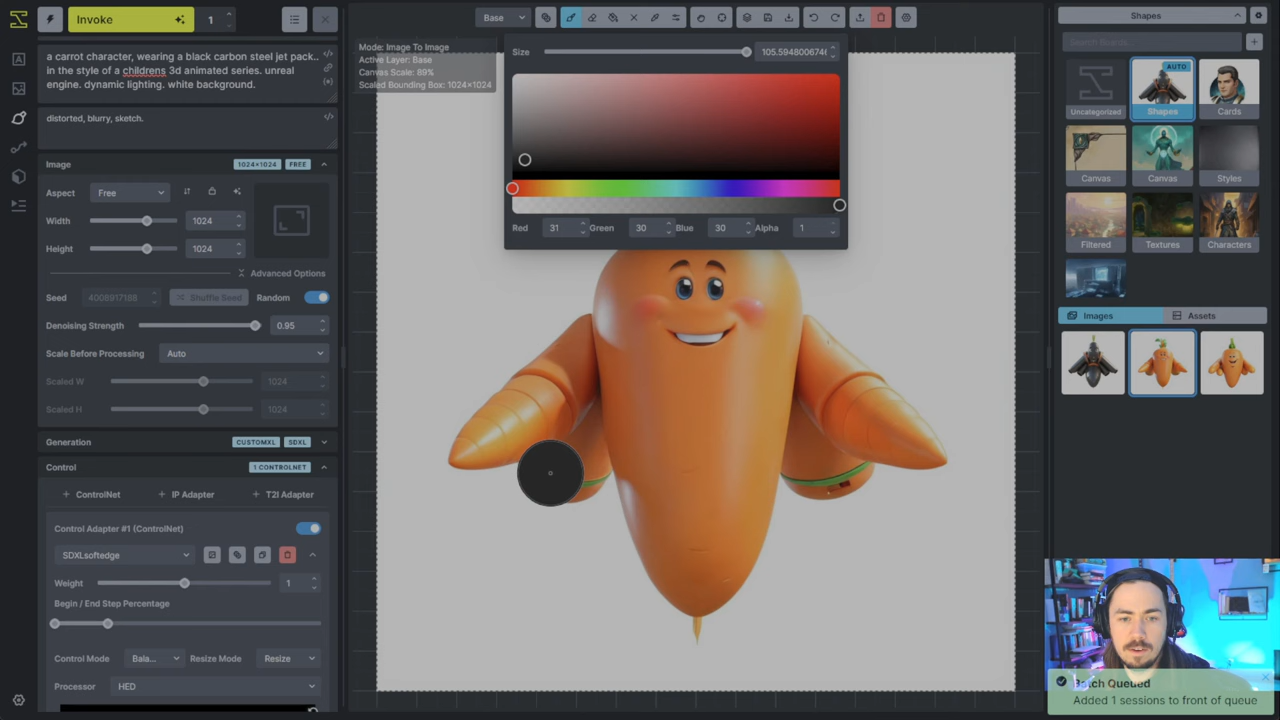 Invoke
1
Base
Shapes
Search Boards...
a carrot character, wearing a black carbon steel jet pack..
in the style of a childrens 3d animated series. unreal
engine. dynamic lighting. white background.
distorted, blurry, sketch.
Mode: Image To Image
Active Layer: Base
Canvas Scale: 89%
Scaled Bounding Box: 1024×1024
Size
105.5948006740
Red
31
Green
30
Blue
30
Alpha
1
Image
1024×1024
FREE
Aspect
Free
Width
1024
Height
1024
Advanced Options
Seed
4008917188
Shuffle Seed
Random
Denoising Strength
0.95
Scale Before Processing
Auto
Scaled W
1024
Scaled H
1024
Generation
CUSTOMXL
SDXL
Control
1 CONTROLNET
ControlNet
IP Adapter
T2I Adapter
Control Adapter #1 (ControlNet)
SDXLsoftedge
Weight
1
Begin / End Step Percentage
Control Mode
Bala...
Resize Mode
Resize
Processor
HED
AUTO
Uncategorized
Shapes
Cards
Canvas
Canvas
Styles
Filtered
Textures
Characters
Images
Assets
Batch Queued
Added 1 sessions to front of queue